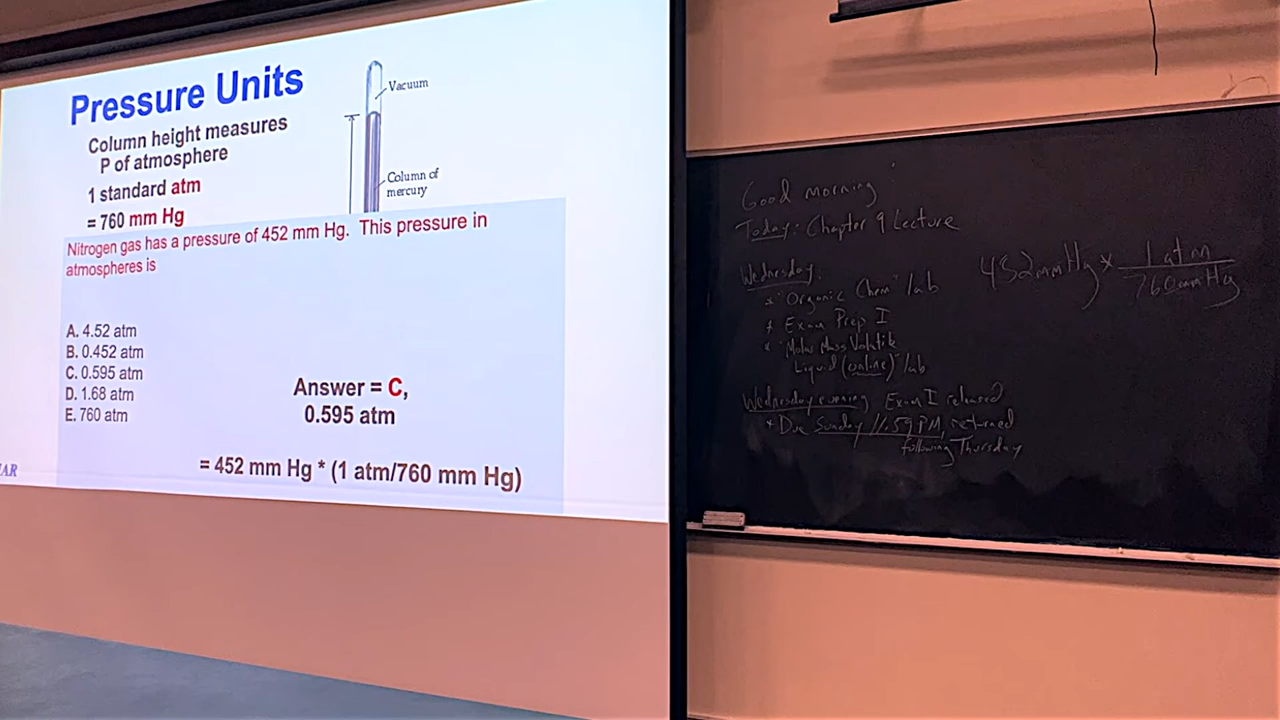 Pressure Units
Column height measures
P of atmosphere
1 standard atm
= 760 mm Hg
Vacuum
Column of
mercury
Nitrogen gas has a pressure of 452 mm Hg. This pressure in
atmospheres is
A. 4.52 atm
B. 0.452 atm
C. 0.595 atm
D. 1.68 atm
E. 760 atm
Answer = C,
0.595 atm
= 452 mm Hg * (1 atm/760 mm Hg)
Good morning
Today: Chapter 9 Lecture
Wednesday:
* "Organic Chem" lab
* Exam Prep I
* "Molar Mass Volatile
Liquid (online)" lab
Wednesday evening Exam I released
* Due Sunday 11:59 PM, returned
following Thursday
452 mm Hg × 1 atm
760 mm Hg